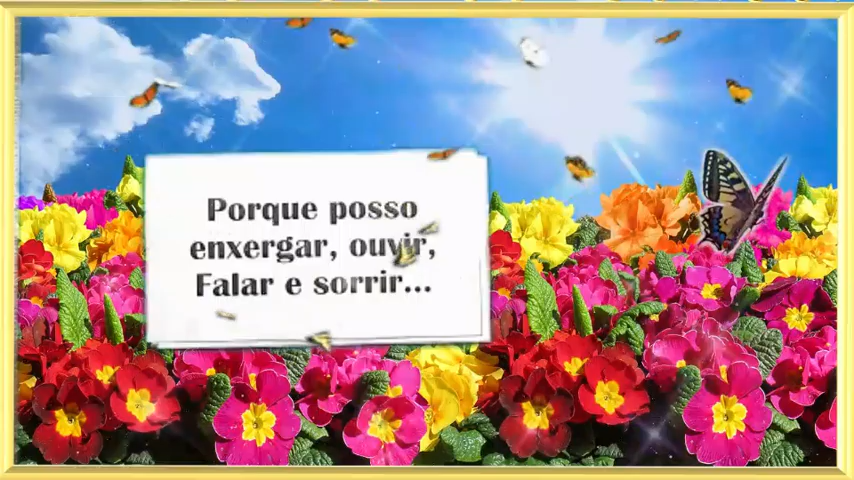 Porque posso
enxergar, ouvir,
Falar e sorrir...